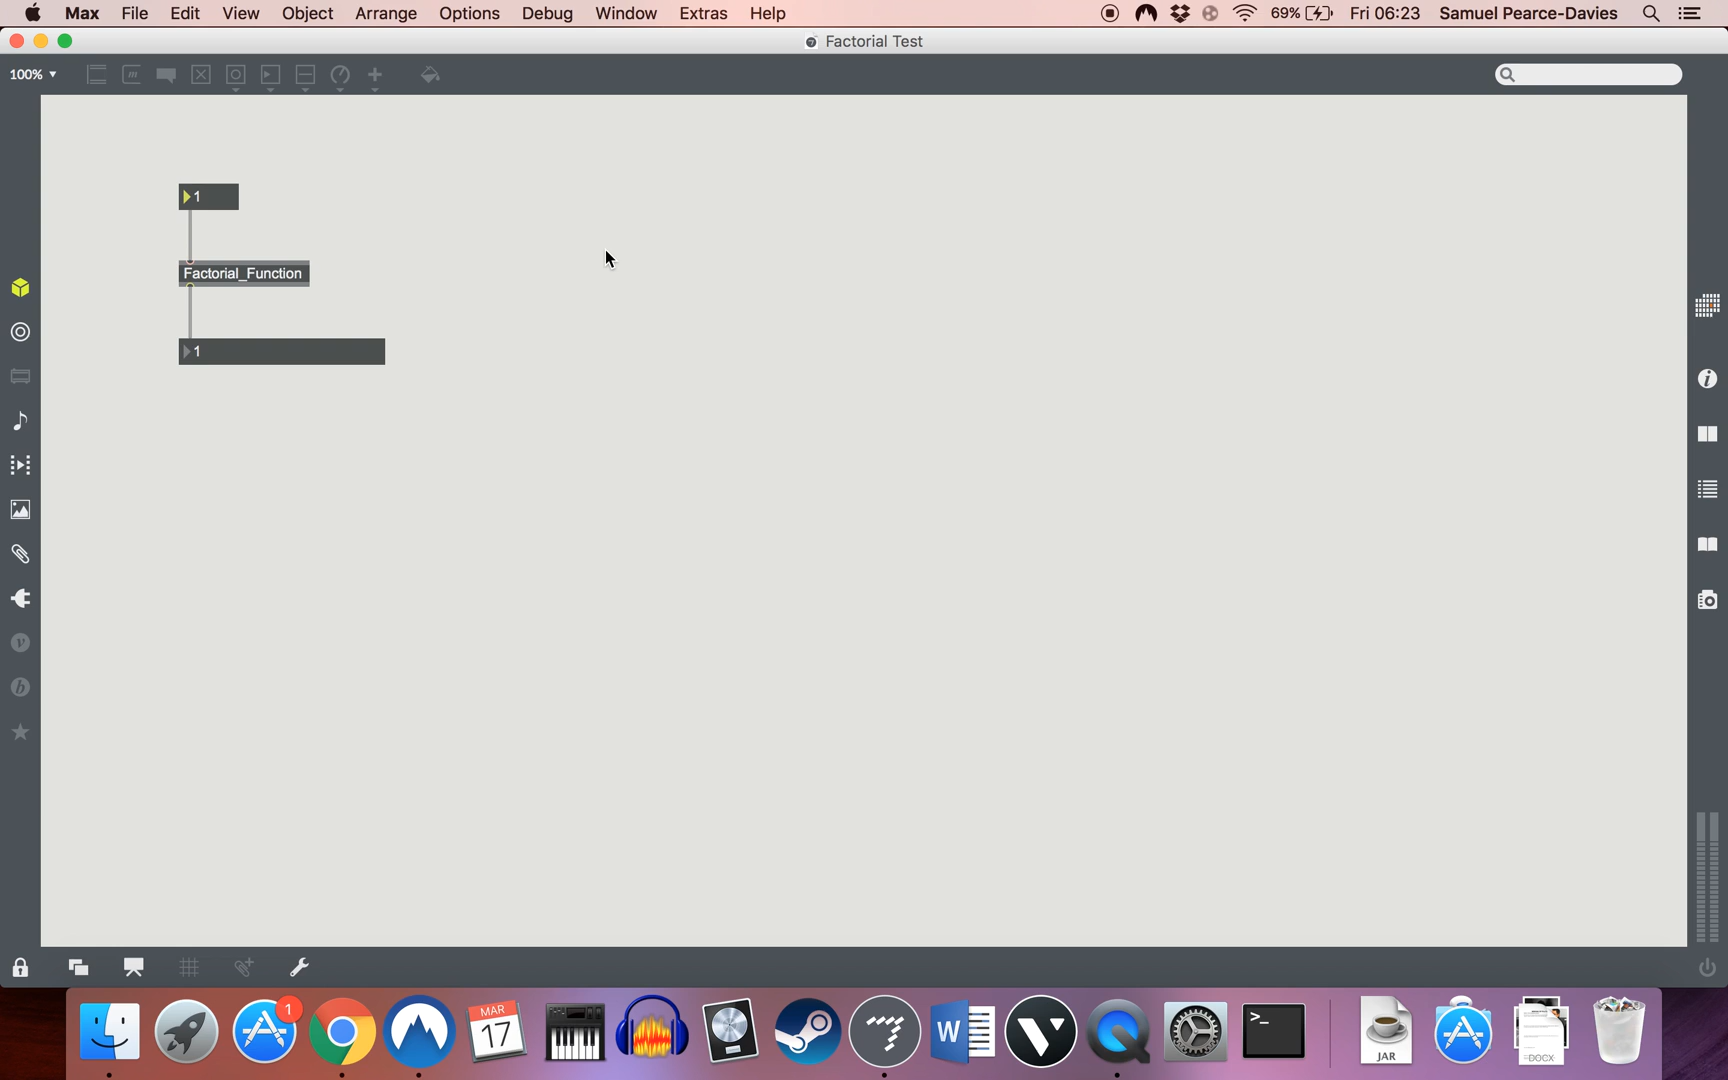 Max File Edit View Object Arrange Options Debug Window Extras Help 69% Fri 06:23 Samuel Pearce-Davies
Factorial Test
100%
1
Factorial_Function
1
1
MAR
17
W
>_
JAR
DOCX